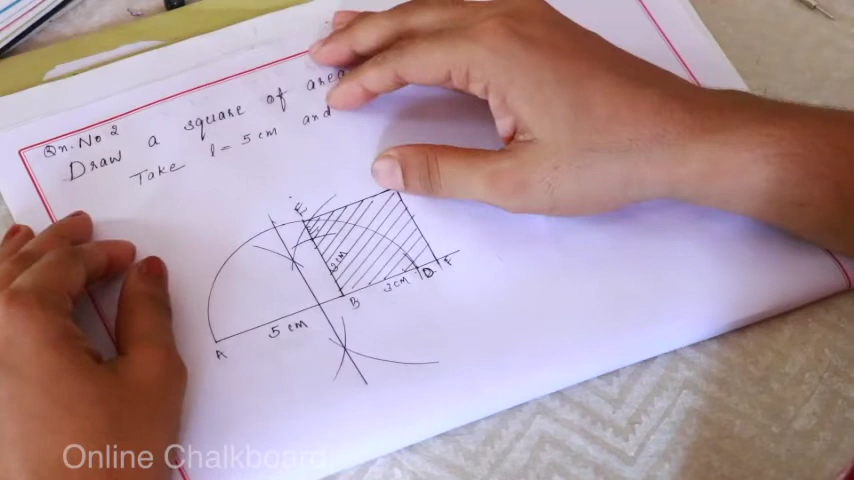 Qn. No 2
Draw a square of area
Take l = 5 cm and
E
3cm
B
3cm
D
F
5 cm
A
Online Chalkboard